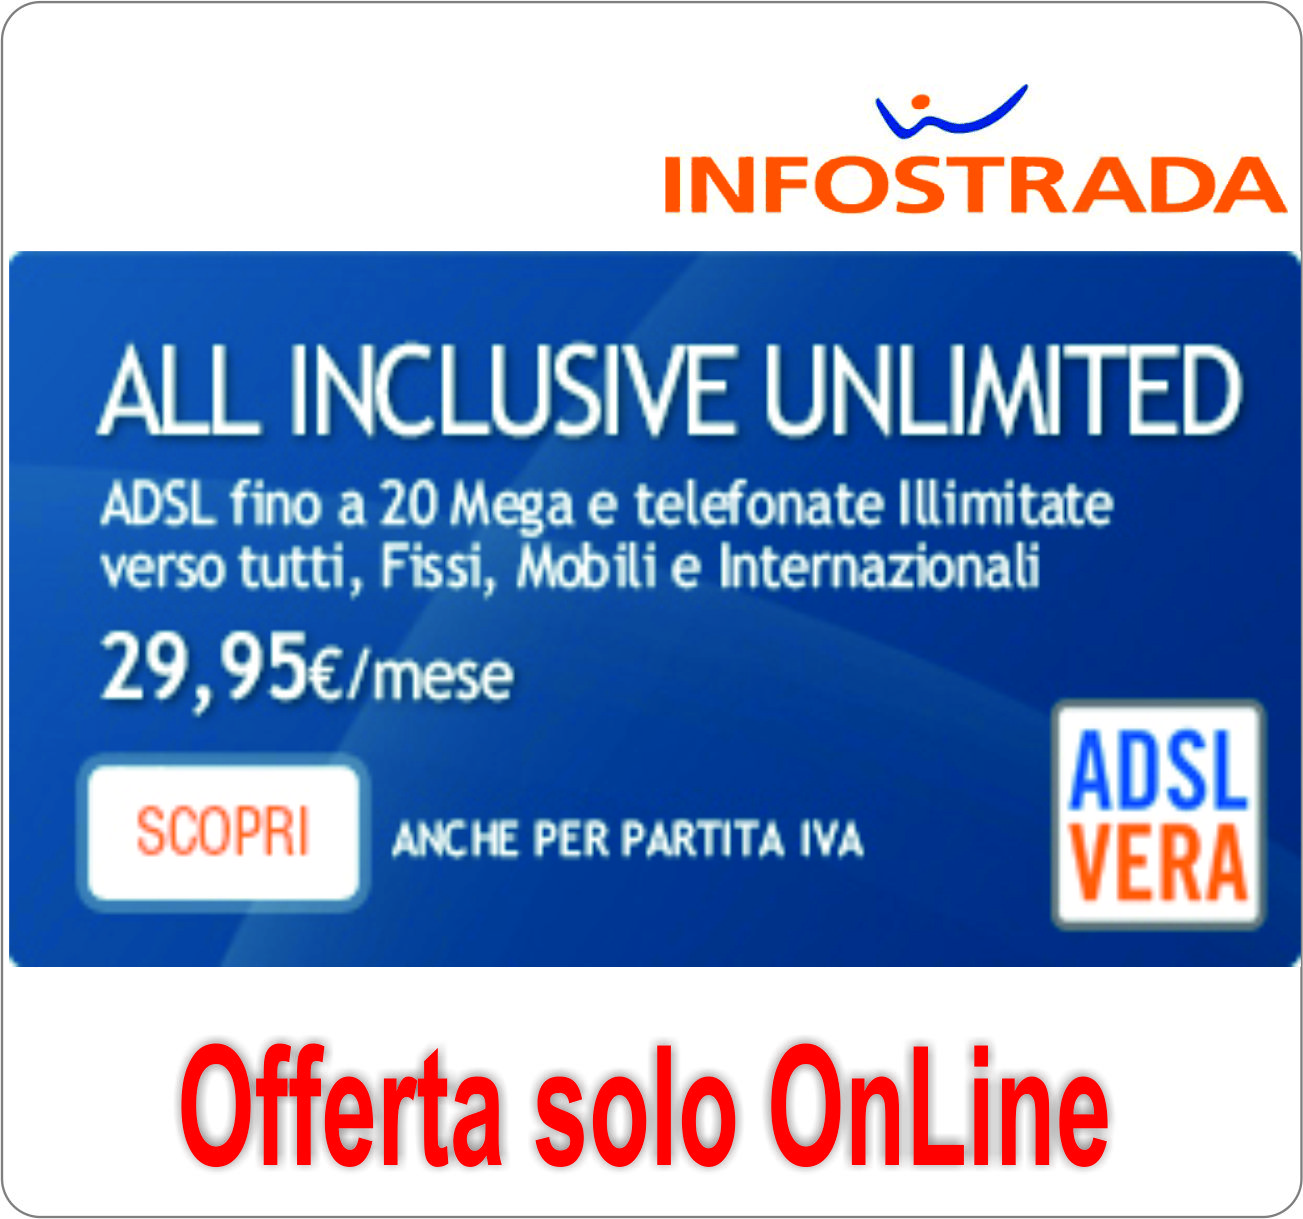 INFOSTRADA
ALL INCLUSIVE UNLIMITED
ADSL fino a 20 Mega e telefonate Illimitate
verso tutti, Fissi, Mobili e Internazionali
29,95€/mese
SCOPRI
ANCHE PER PARTITA IVA
ADSL
VERA
Offerta solo OnLine